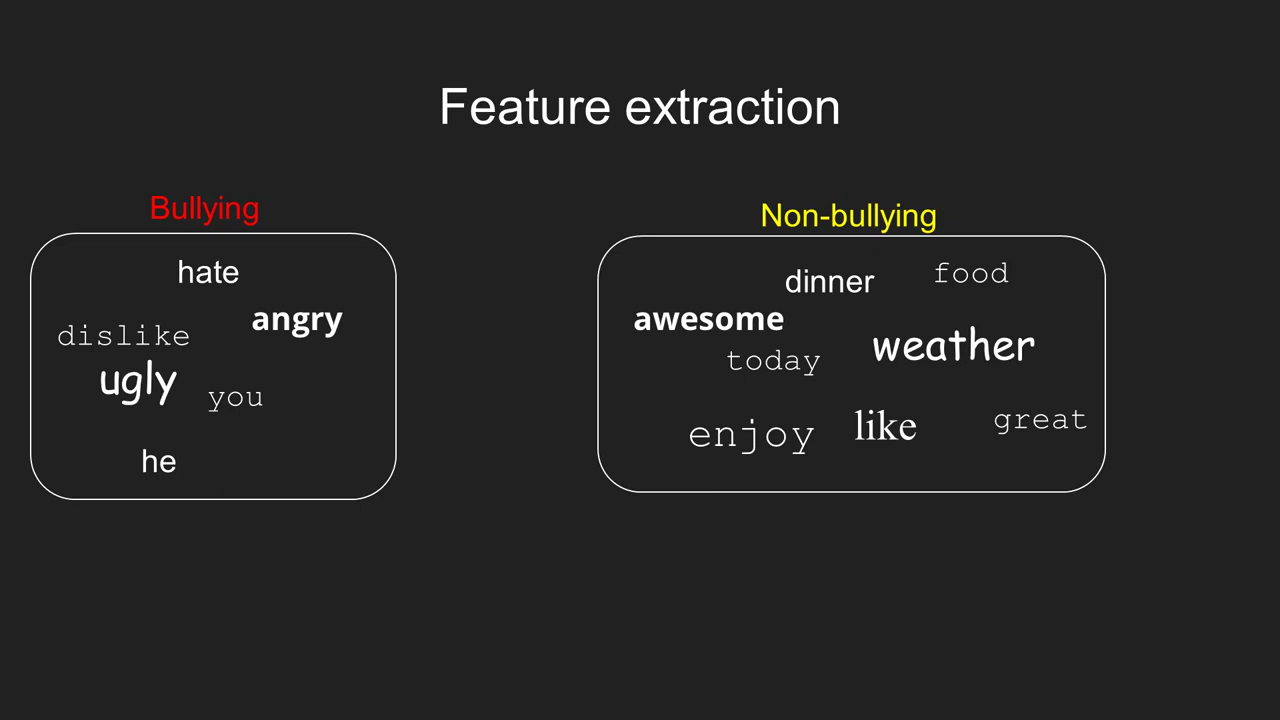 Feature extraction
Bullying
hate
angry
dislike
ugly
you
he
Non-bullying
dinner
food
awesome
weather
today
enjoy
like
great